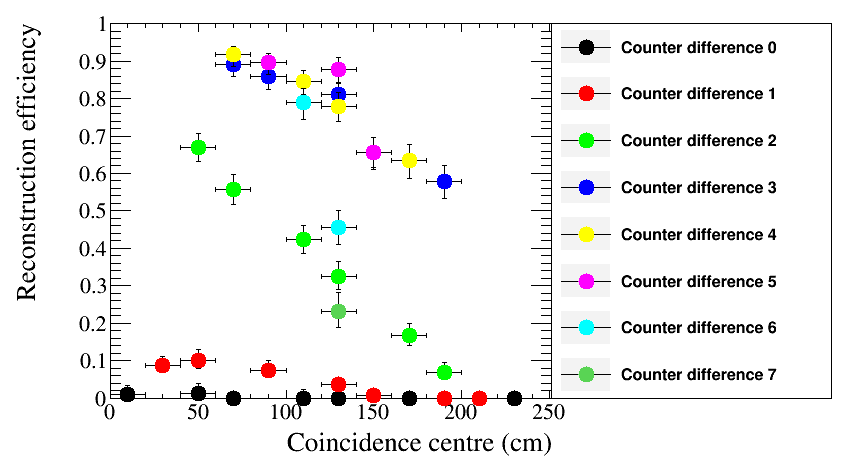 Reconstruction efficiency
1
0.9
0.8
0.7
0.6
0.5
0.4
0.3
0.2
0.1
0
0 50 100 150 200 250
Coincidence centre (cm)
Counter difference 0
Counter difference 1
Counter difference 2
Counter difference 3
Counter difference 4
Counter difference 5
Counter difference 6
Counter difference 7